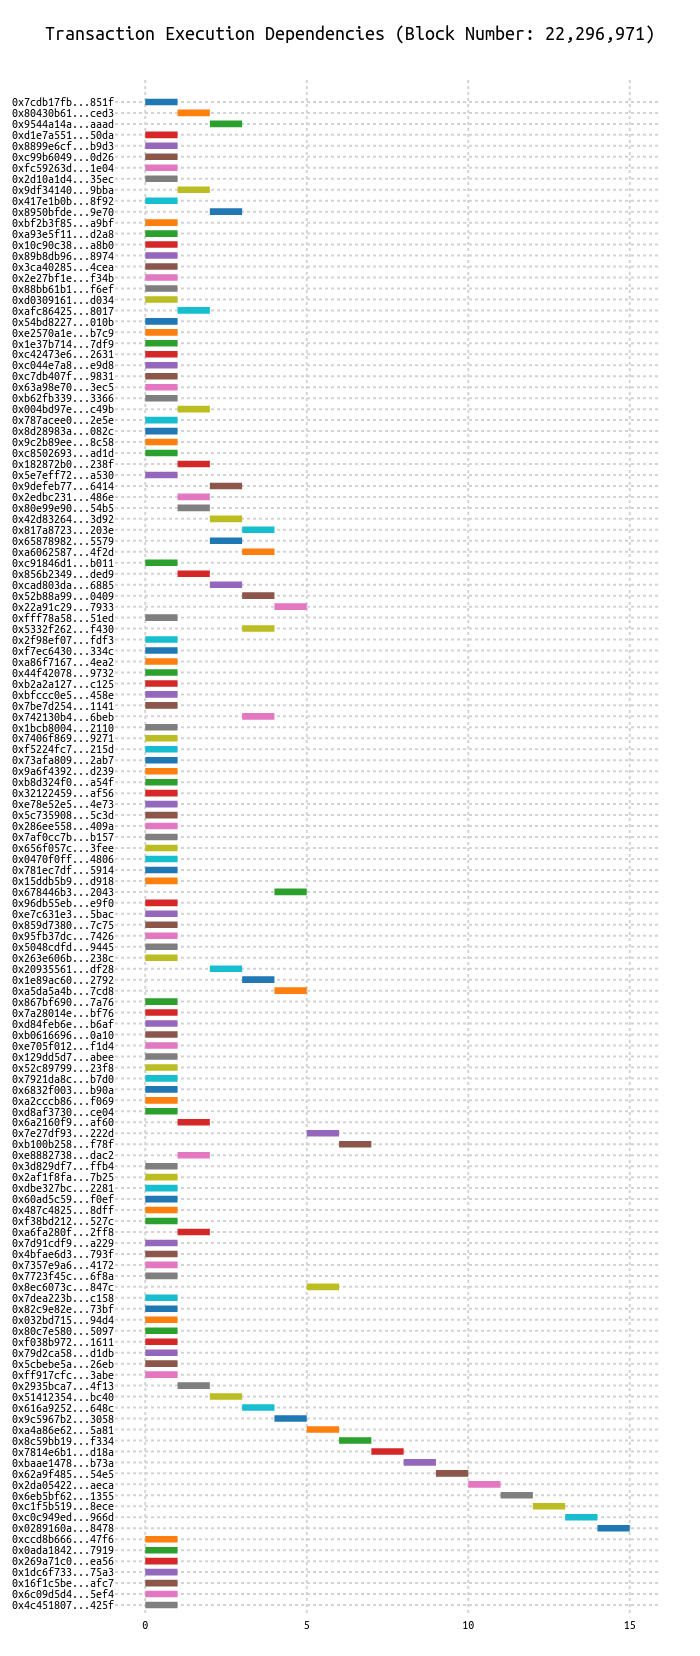 Transaction Execution Dependencies (Block Number: 22,296,971)
0x7cdb17fb...851f
0x80430b61...ced3
0x9544a14a...aaad
0xd1e7a551...50da
0x8899e6cf...b9d3
0xc99b6049...0d26
0xfc59263d...1e04
0x2d10a1d4...35ec
0x9df34140...9bba
0x417e1b0b...8f92
0x8950bfde...9e70
0xbf2b3f85...a9bf
0xa93e5f11...d2a8
0x10c90c38...a8b0
0x89b8db96...8974
0x3ca40285...4cea
0x2e27bf1e...f34b
0x88bb61b1...f6ef
0xd0309161...d034
0xafc86425...8017
0x54bd8227...010b
0xe2570a1e...b7c9
0x1e37b714...7df9
0xc42473e6...2631
0xc044e7a8...e9d8
0xc7db407f...9831
0x63a98e70...3ec5
0xb62fb339...3366
0x004bd97e...c49b
0x787acee0...2e5e
0x8d28983a...082c
0x9c2b89ee...8c58
0xc8502693...ad1d
0x182872b0...238f
0x5e7eff72...a530
0x9defeb77...6414
0x2edbc231...486e
0x80e99e90...54b5
0x42d83264...3d92
0x817a8723...203e
0x65878982...5579
0xa6062587...4f2d
0xc91846d1...b011
0x856b2349...ded9
0xcad803da...6885
0x52b88a99...0409
0x22a91c29...7933
0xfff78a58...51ed
0x5332f262...f430
0x2f98ef07...fdf3
0xf7ec6430...334c
0xa86f7167...4ea2
0x44f42078...9732
0xb2a2a127...c125
0xbfccc0e5...458e
0x7be7d254...1141
0x742130b4...6beb
0x1bcb8004...2110
0x7406f869...9271
0xf5224fc7...215d
0x73afa809...2ab7
0x9a6f4392...d239
0xb8d324f0...a54f
0x32122459...af56
0xe78e52e5...4e73
0x5c735908...5c3d
0x286ee558...409a
0x7af0cc7b...b157
0x656f057c...3fee
0x0470f0ff...4806
0x781ec7df...5914
0x15ddb5b9...d918
0x678446b3...2043
0x96db55eb...e9f0
0xe7c631e3...5bac
0x859d7380...7c75
0x95fb37dc...7426
0x5048cdfd...9445
0x263e606b...238c
0x20935561...df28
0x1e89ac60...2792
0xa5da5a4b...7cd8
0x867bf690...7a76
0x7a28014e...bf76
0xd84feb6e...b6af
0xb0616696...0a10
0xe705f012...f1d4
0x129dd5d7...abee
0x52c89799...23f8
0x7921da8c...b7d0
0x6832f003...b90a
0xa2cccb86...f069
0xd8af3730...ce04
0x6a2160f9...af60
0x7e27df93...222d
0xb100b258...f78f
0xe8882738...dac2
0x3d829df7...ffb4
0x2af1f8fa...7b25
0xdbe327bc...2281
0x60ad5c59...f0ef
0x487c4825...8dff
0xf38bd212...527c
0xa6fa280f...2ff8
0x7d91cdf9...a229
0x4bfae6d3...793f
0x7357e9a6...4172
0x7723f45c...6f8a
0x8ec6073c...847c
0x7dea223b...c158
0x82c9e82e...73bf
0x032bd715...94d4
0x80c7e580...5097
0xf038b972...1611
0x79d2ca58...d1db
0x5cbebe5a...26eb
0xff917cfc...3abe
0x2935bca7...4f13
0x51412354...bc40
0x616a9252...648c
0x9c5967b2...3058
0xa4a86e62...5a81
0x8c59bb19...f334
0x7814e6b1...d18a
0xbaae1478...b73a
0x62a9f485...54e5
0x2da05422...aeca
0x6eb5bf62...1355
0xc1f5b519...8ece
0xc0c949ed...966d
0x0289160a...8478
0xccd8b666...47f6
0x0ada1842...7919
0x269a71c0...ea56
0x1dc6f733...75a3
0x16f1c5be...afc7
0x6c09d5d4...5ef4
0x4c451807...425f
0 5 10 15